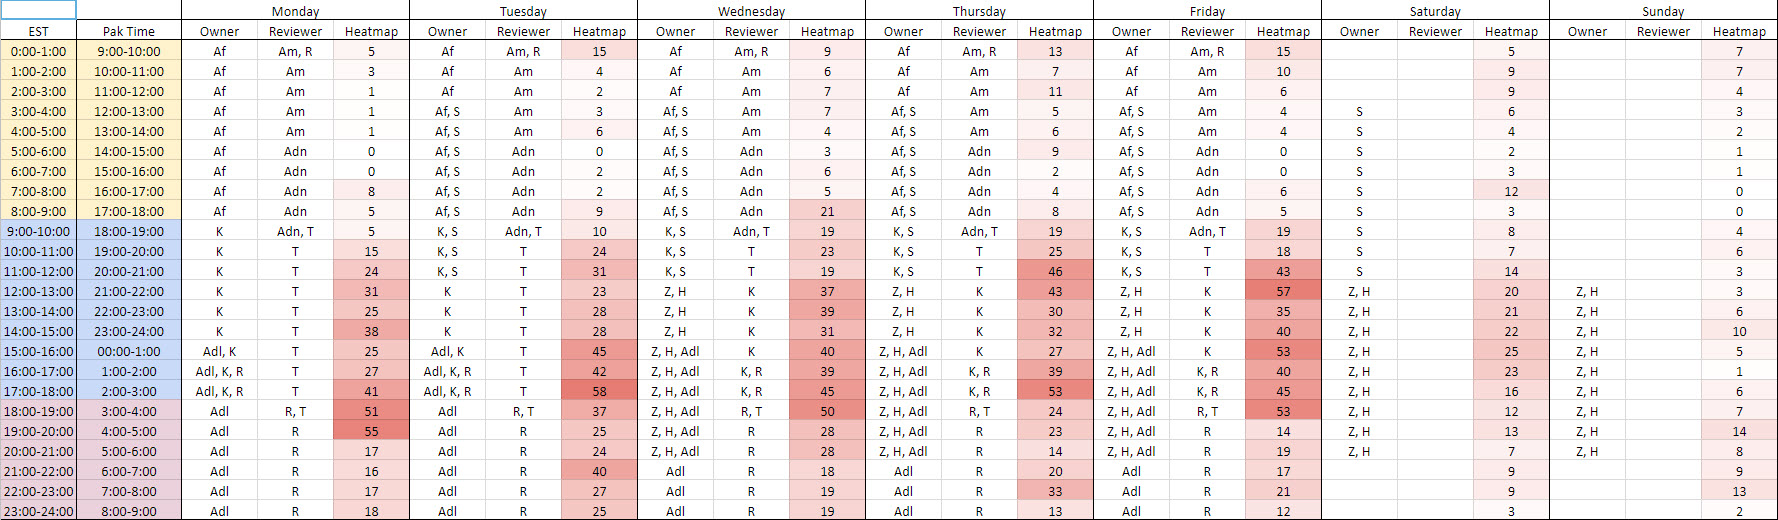 Monday Tuesday Wednesday Thursday Friday Saturday Sunday
EST Pak Time Owner Reviewer Heatmap Owner Reviewer Heatmap Owner Reviewer Heatmap Owner Reviewer Heatmap Owner Reviewer Heatmap Owner Reviewer Heatmap Owner Reviewer Heatmap
0:00-1:00 9:00-10:00 Af Am, R 5 Af Am, R 15 Af Am, R 9 Af Am, R 13 Af Am, R 15 5 7
1:00-2:00 10:00-11:00 Af Am 3 Af Am 4 Af Am 6 Af Am 7 Af Am 10 9 7
2:00-3:00 11:00-12:00 Af Am 1 Af Am 2 Af Am 7 Af Am 11 Af Am 6 9 4
3:00-4:00 12:00-13:00 Af Am 1 Af, S Am 3 Af, S Am 7 Af, S Am 5 Af, S Am 4 S 6 3
4:00-5:00 13:00-14:00 Af Am 1 Af, S Am 6 Af, S Am 4 Af, S Am 6 Af, S Am 4 S 4 2
5:00-6:00 14:00-15:00 Af Adn 0 Af, S Adn 0 Af, S Adn 3 Af, S Adn 9 Af, S Adn 0 S 2 1
6:00-7:00 15:00-16:00 Af Adn 0 Af, S Adn 2 Af, S Adn 6 Af, S Adn 2 Af, S Adn 0 S 3 1
7:00-8:00 16:00-17:00 Af Adn 8 Af, S Adn 2 Af, S Adn 5 Af, S Adn 4 Af, S Adn 6 S 12 0
8:00-9:00 17:00-18:00 Af Adn 5 Af, S Adn 9 Af, S Adn 21 Af, S Adn 8 Af, S Adn 5 S 3 0
9:00-10:00 18:00-19:00 K Adn, T 5 K, S Adn, T 10 K, S Adn, T 19 K, S Adn, T 19 K, S Adn, T 19 S 8 4
10:00-11:00 19:00-20:00 K T 15 K, S T 24 K, S T 23 K, S T 25 K, S T 18 S 7 6
11:00-12:00 20:00-21:00 K T 24 K, S T 31 K, S T 19 K, S T 46 K, S T 43 S 14 3
12:00-13:00 21:00-22:00 K T 31 K T 23 Z, H K 37 Z, H K 43 Z, H K 57 Z, H 20 Z, H 3
13:00-14:00 22:00-23:00 K T 25 K T 28 Z, H K 39 Z, H K 30 Z, H K 35 Z, H 21 Z, H 6
14:00-15:00 23:00-24:00 K T 38 K T 28 Z, H K 31 Z, H K 32 Z, H K 40 Z, H 22 Z, H 10
15:00-16:00 00:00-1:00 Adl, K T 25 Adl, K T 45 Z, H, Adl K 40 Z, H, Adl K 27 Z, H, Adl K 53 Z, H 25 Z, H 5
16:00-17:00 1:00-2:00 Adl, K, R T 27 Adl, K, R T 42 Z, H, Adl K, R 39 Z, H, Adl K, R 39 Z, H, Adl K, R 40 Z, H 23 Z, H 1
17:00-18:00 2:00-3:00 Adl, K, R T 41 Adl, K, R T 58 Z, H, Adl K, R 45 Z, H, Adl K, R 53 Z, H, Adl K, R 45 Z, H 16 Z, H 6
18:00-19:00 3:00-4:00 Adl R, T 51 Adl R, T 37 Z, H, Adl R, T 50 Z, H, Adl R, T 24 Z, H, Adl R, T 53 Z, H 12 Z, H 7
19:00-20:00 4:00-5:00 Adl R 55 Adl R 25 Z, H, Adl R 28 Z, H, Adl R 23 Z, H, Adl R 14 Z, H 13 Z, H 14
20:00-21:00 5:00-6:00 Adl R 17 Adl R 24 Z, H, Adl R 28 Z, H, Adl R 14 Z, H, Adl R 19 Z, H 7 Z, H 8
21:00-22:00 6:00-7:00 Adl R 16 Adl R 40 Adl R 18 Adl R 20 Adl R 17 9 9
22:00-23:00 7:00-8:00 Adl R 17 Adl R 27 Adl R 19 Adl R 33 Adl R 21 9 13
23:00-24:00 8:00-9:00 Adl R 18 Adl R 25 Adl R 19 Adl R 13 Adl R 12 3 2